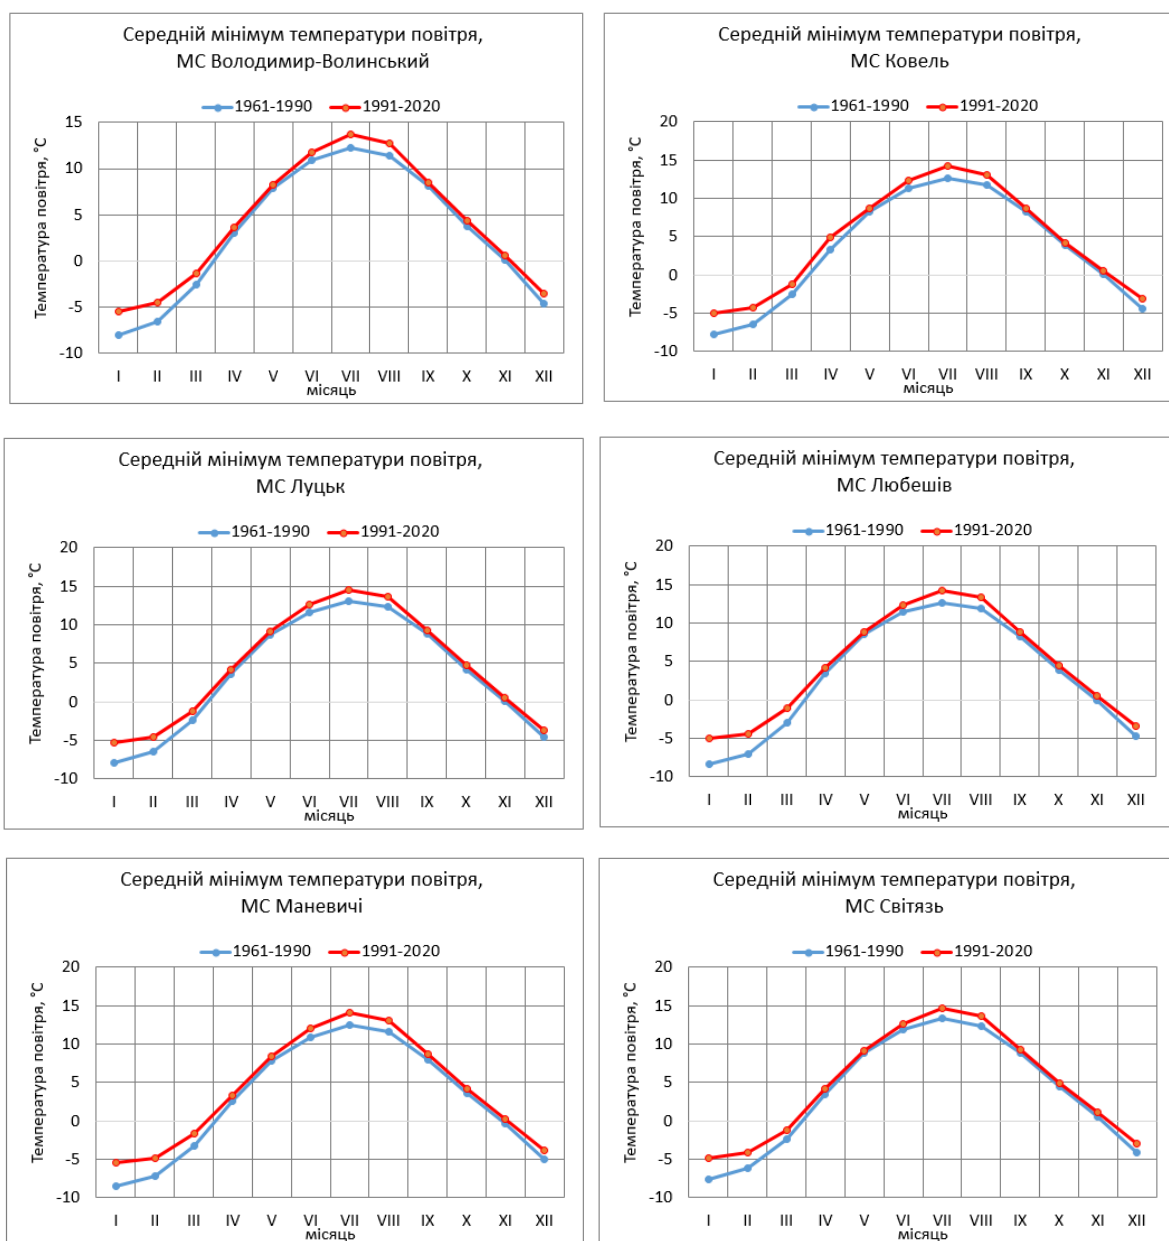 Середній мінімум температури повітря,
МС Володимир-Волинський
1961-1990 1991-2020
Температура повітря, °C
15
10
5
0
-5
-10
I II III IV V VI VII VIII IX X XI XII
місяць
Середній мінімум температури повітря,
МС Ковель
1961-1990 1991-2020
Температура повітря, °C
20
15
10
5
0
-5
-10
I II III IV V VI VII VIII IX X XI XII
місяць
Середній мінімум температури повітря,
МС Луцьк
1961-1990 1991-2020
Температура повітря, °C
20
15
10
5
0
-5
-10
I II III IV V VI VII VIII IX X XI XII
місяць
Середній мінімум температури повітря,
МС Любешів
1961-1990 1991-2020
Температура повітря, °C
20
15
10
5
0
-5
-10
I II III IV V VI VII VIII IX X XI XII
місяць
Середній мінімум температури повітря,
МС Маневичі
1961-1990 1991-2020
Температура повітря, °C
20
15
10
5
0
-5
-10
I II III IV V VI VII VIII IX X XI XII
місяць
Середній мінімум температури повітря,
МС Світязь
1961-1990 1991-2020
Температура повітря, °C
20
15
10
5
0
-5
-10
I II III IV V VI VII VIII IX X XI XII
місяць